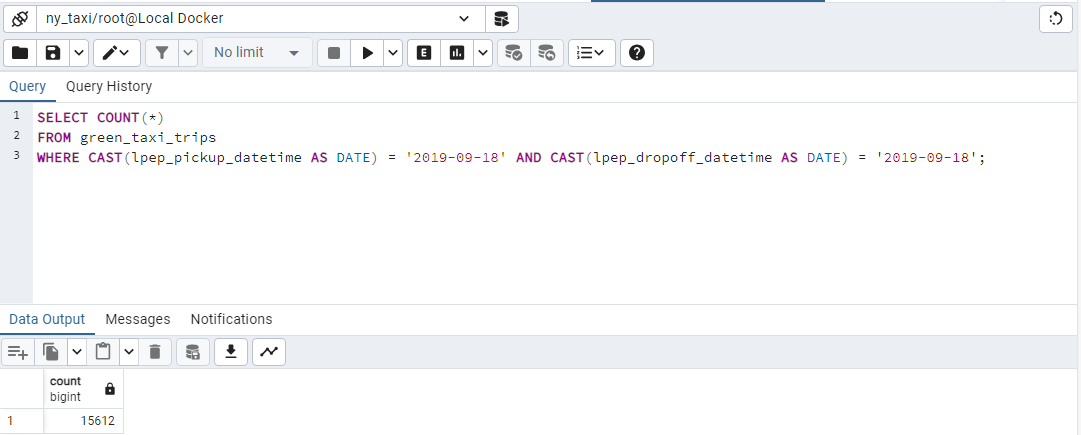 ny_taxi/root@Local Docker
No limit
E
Query Query History
1 SELECT COUNT(*)
2 FROM green_taxi_trips
3 WHERE CAST(lpep_pickup_datetime AS DATE) = '2019-09-18' AND CAST(lpep_dropoff_datetime AS DATE) = '2019-09-18';
Data Output Messages Notifications
count
bigint
1 15612